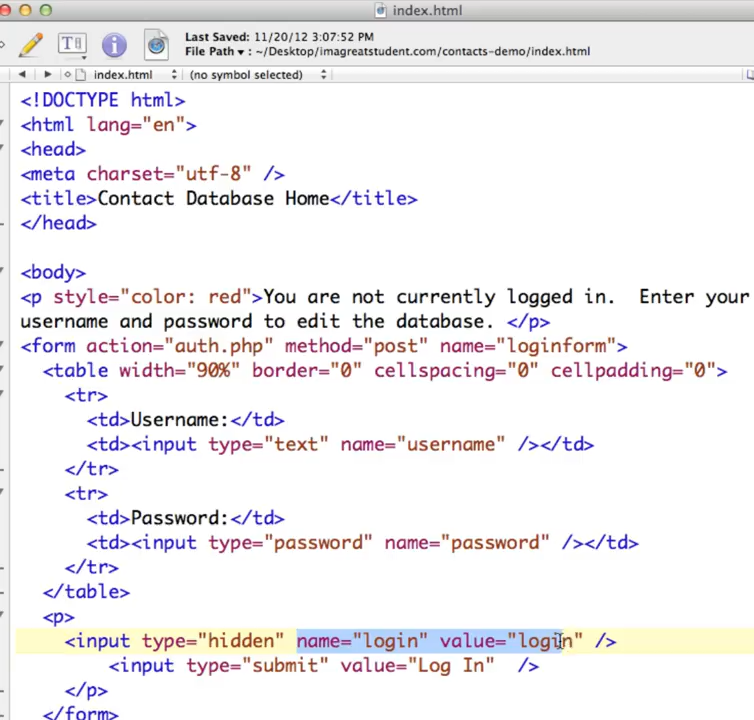 index.html
Last Saved: 11/20/12 3:07:52 PM
File Path ▾ : ~/Desktop/imagreatstudent.com/contacts-demo/index.html
index.html (no symbol selected)
<!DOCTYPE html>
<html lang="en">
<head>
<meta charset="utf-8" />
<title>Contact Database Home</title>
</head>
<body>
<p style="color: red">You are not currently logged in.  Enter your
username and password to edit the database. </p>
<form action="auth.php" method="post" name="loginform">
<table width="90%" border="0" cellspacing="0" cellpadding="0">
<tr>
<td>Username:</td>
<td><input type="text" name="username" /></td>
</tr>
<tr>
<td>Password:</td>
<td><input type="password" name="password" /></td>
</tr>
</table>
<p>
<input type="hidden" name="login" value="login" />
<input type="submit" value="Log In"  />
</p>
</form>